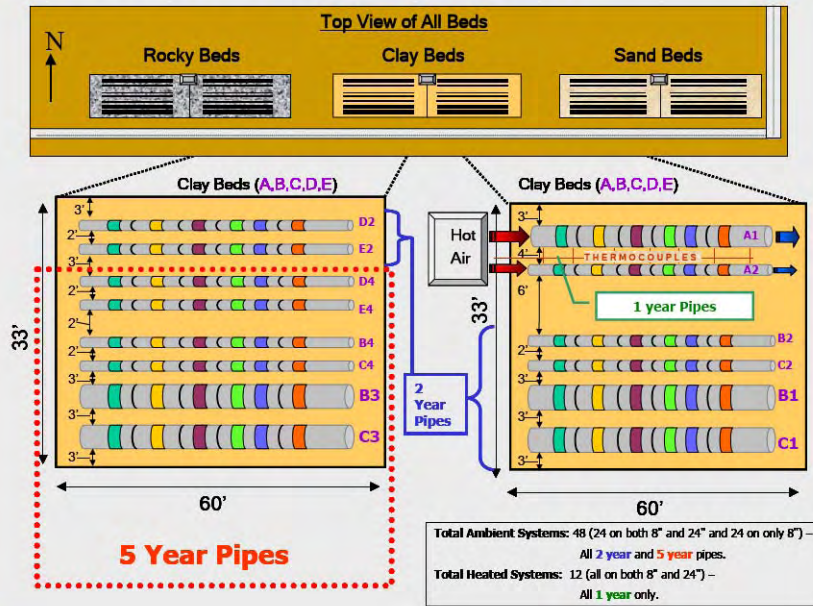 Top View of All Beds
N
Rocky Beds
Clay Beds
Sand Beds
Clay Beds (A,B,C,D,E)
3'
D2
2'
E2
3'
D4
2'
E4
2'
B4
2'
C4
3'
B3
3'
C3
3'
33'
60'
5 Year Pipes
2
Year
Pipes
Clay Beds (A,B,C,D,E)
Hot
Air
3'
A1
4'
THERMOCOUPLES
A2
6'
1 year Pipes
33'
B2
2'
C2
3'
B1
3'
C1
3'
60'
Total Ambient Systems: 48 (24 on both 8" and 24" and 24 on only 8") –
All 2 year and 5 year pipes.
Total Heated Systems: 12 (all on both 8" and 24") –
All 1 year only.